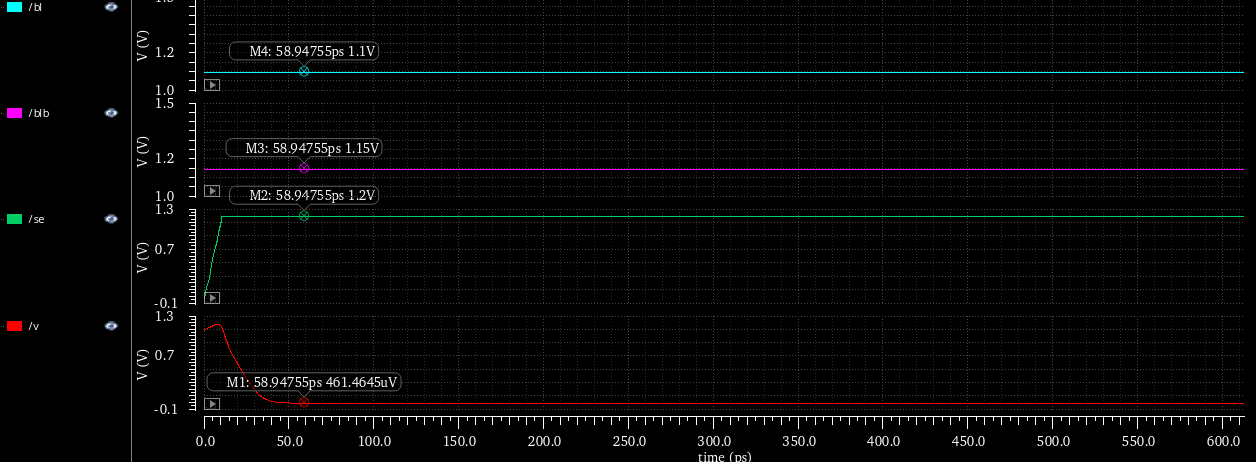 /bl
V (V)
1.2
1.0
M4: 58.94755ps 1.1V
/blb
V (V)
1.5
1.2
1.0
M3: 58.94755ps 1.15V
/se
V (V)
1.3
0.7
-0.1
M2: 58.94755ps 1.2V
/v
V (V)
1.3
0.7
-0.1
M1: 58.94755ps 461.4645uV
0.0 50.0 100.0 150.0 200.0 250.0 300.0 350.0 400.0 450.0 500.0 550.0 600.0
time (ps)